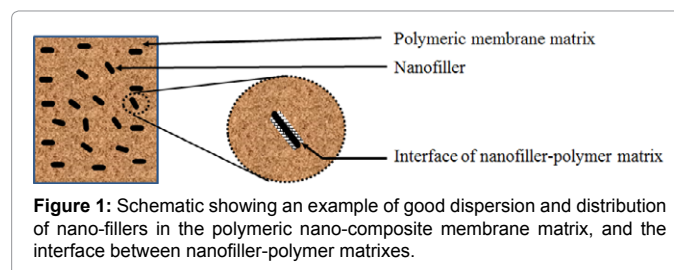 Polymeric membrane matrix
Nanofiller
Interface of nanofiller-polymer matrix
Figure 1: Schematic showing an example of good dispersion and distribution
of nano-fillers in the polymeric nano-composite membrane matrix, and the
interface between nanofiller-polymer matrixes.